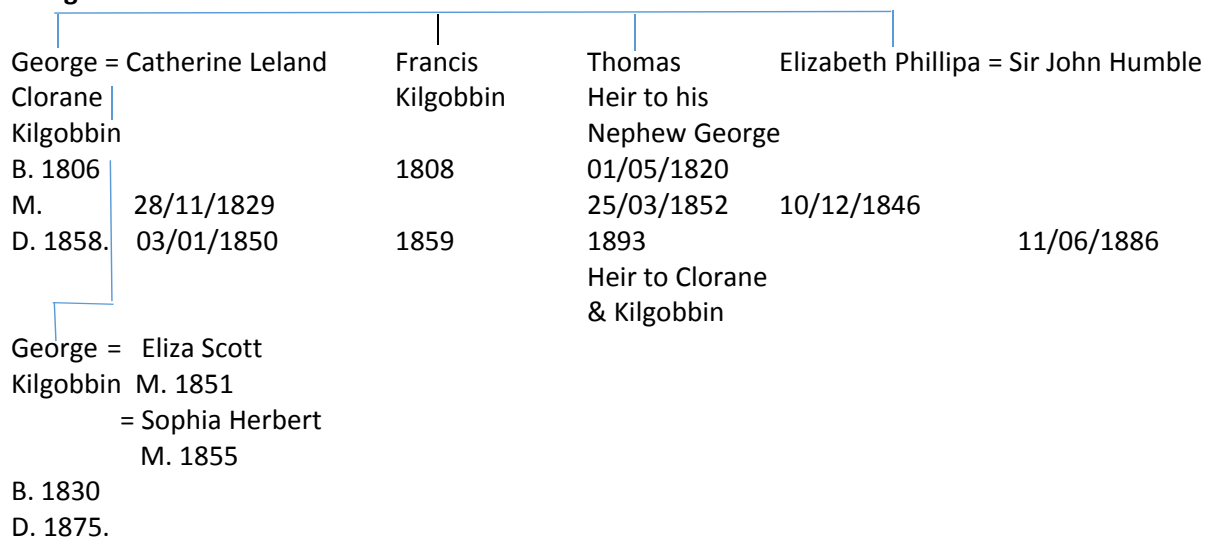 George = Catherine Leland Francis Thomas Elizabeth Phillipa = Sir John Humble
Clorane Kilgobbin Heir to his
Kilgobbin Nephew George
B. 1806 1808 01/05/1820
M. 28/11/1829 25/03/1852 10/12/1846
D. 1858. 03/01/1850 1859 1893 11/06/1886
Heir to Clorane
& Kilgobbin
George = Eliza Scott
Kilgobbin M. 1851
= Sophia Herbert
M. 1855
B. 1830
D. 1875.